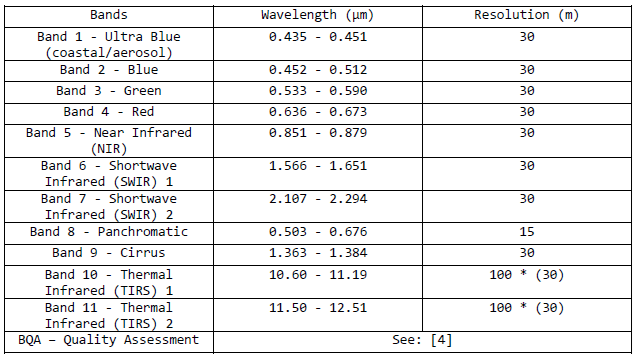 Bands Wavelength (µm) Resolution (m)
Band 1 - Ultra Blue (coastal/aerosol) 0.435 - 0.451 30
Band 2 - Blue 0.452 - 0.512 30
Band 3 - Green 0.533 - 0.590 30
Band 4 - Red 0.636 - 0.673 30
Band 5 - Near Infrared (NIR) 0.851 - 0.879 30
Band 6 - Shortwave Infrared (SWIR) 1 1.566 - 1.651 30
Band 7 - Shortwave Infrared (SWIR) 2 2.107 - 2.294 30
Band 8 - Panchromatic 0.503 - 0.676 15
Band 9 - Cirrus 1.363 - 1.384 30
Band 10 - Thermal Infrared (TIRS) 1 10.60 - 11.19 100 * (30)
Band 11 - Thermal Infrared (TIRS) 2 11.50 - 12.51 100 * (30)
BQA – Quality Assessment See: [4]